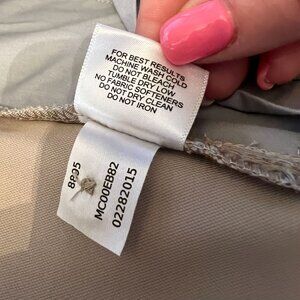 FOR BEST RESULTS
MACHINE WASH COLD
DO NOT BLEACH
TUMBLE DRY LOW
NO FABRIC SOFTENERS
DO NOT DRY CLEAN
DO NOT IRON
MC00EB82
02282015